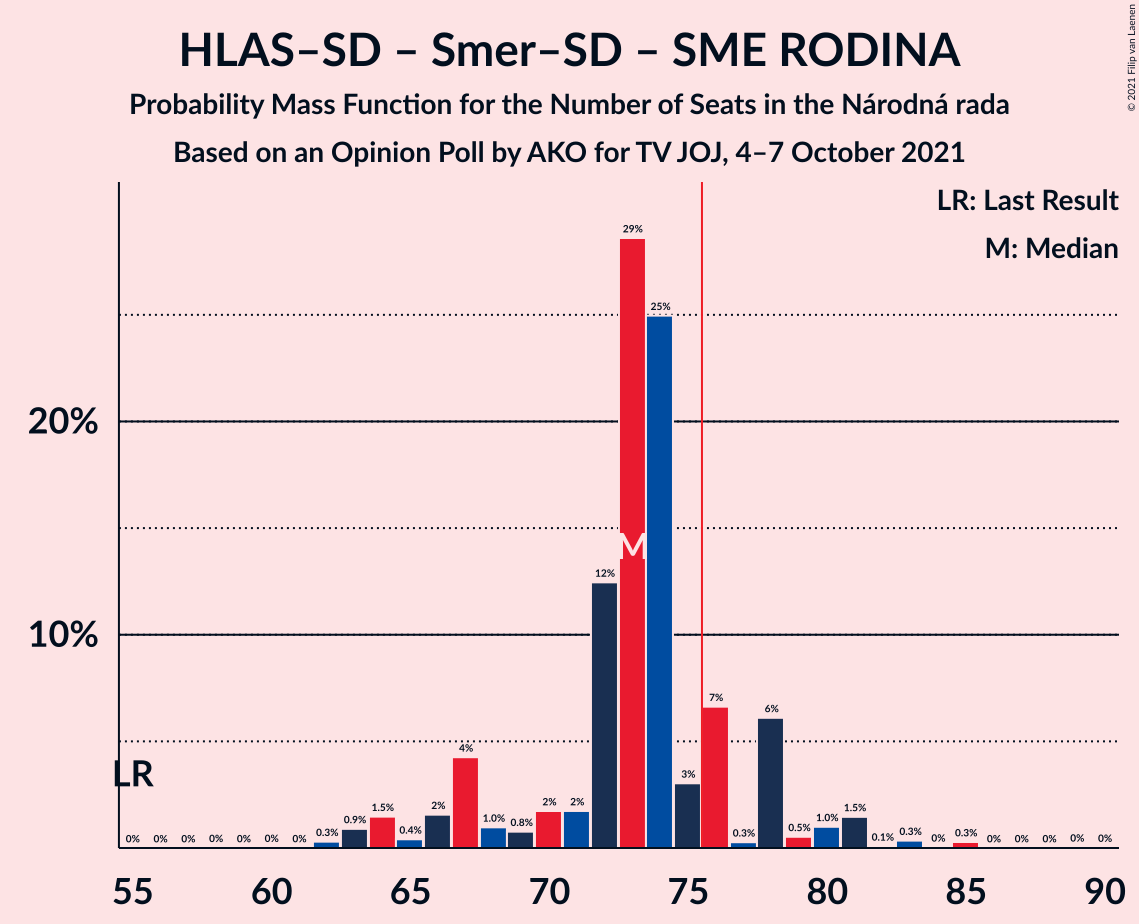 HLAS–SD – Smer–SD – SME RODINA
Probability Mass Function for the Number of Seats in the Národná rada
Based on an Opinion Poll by AKO for TV JOJ, 4–7 October 2021
© 2021 Filip van Laenen
LR: Last Result
M: Median
20%
10%
LR
M
0% 0% 0% 0% 0% 0% 0% 0.3% 0.9% 1.5% 0.4% 2% 4% 1.0% 0.8% 2% 2% 12% 29% 25% 3% 7% 0.3% 6% 0.5% 1.0% 1.5% 0.1% 0.3% 0% 0.3% 0% 0% 0% 0% 0%
55 60 65 70 75 80 85 90